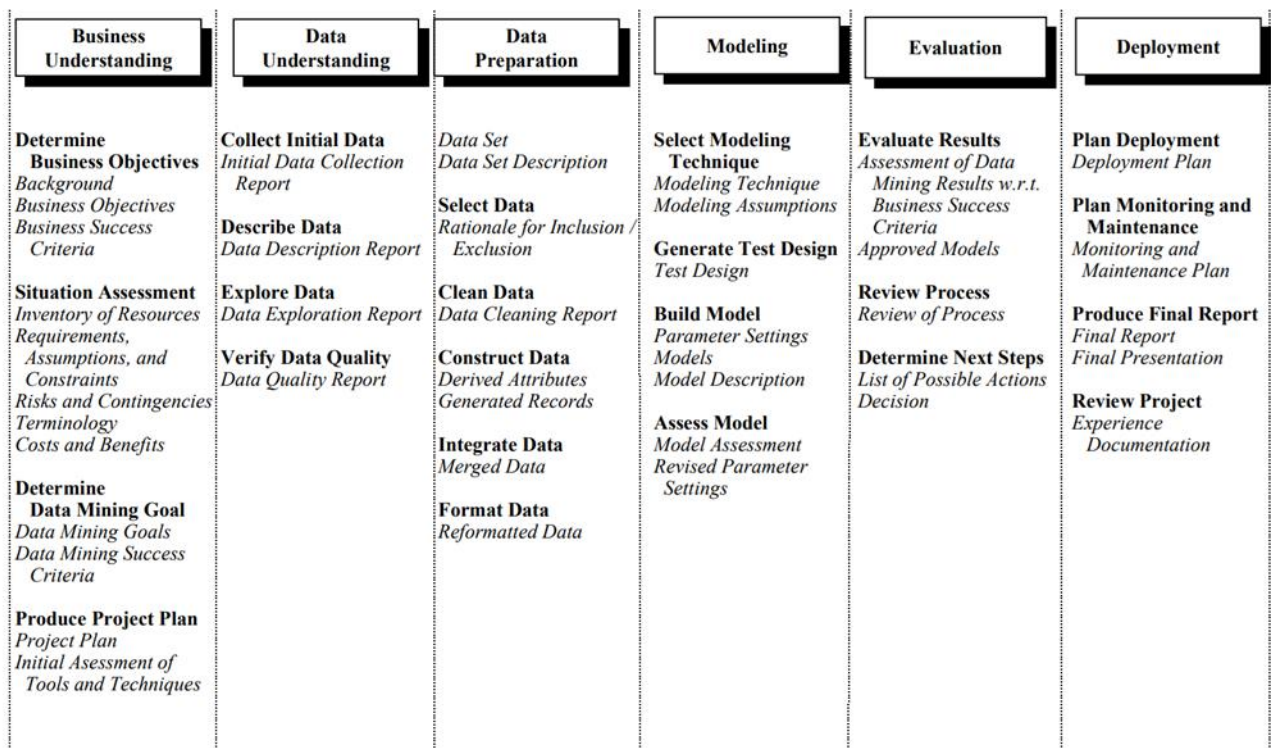 Business
Understanding
Data
Understanding
Data
Preparation
Modeling
Evaluation
Deployment
Determine
Business Objectives
Background
Business Objectives
Business Success
Criteria
Situation Assessment
Inventory of Resources
Requirements,
Assumptions, and
Constraints
Risks and Contingencies
Terminology
Costs and Benefits
Determine
Data Mining Goal
Data Mining Goals
Data Mining Success
Criteria
Produce Project Plan
Project Plan
Initial Asessment of
Tools and Techniques
Collect Initial Data
Initial Data Collection
Report
Describe Data
Data Description Report
Explore Data
Data Exploration Report
Verify Data Quality
Data Quality Report
Data Set
Data Set Description
Select Data
Rationale for Inclusion /
Exclusion
Clean Data
Data Cleaning Report
Construct Data
Derived Attributes
Generated Records
Integrate Data
Merged Data
Format Data
Reformatted Data
Select Modeling
Technique
Modeling Technique
Modeling Assumptions
Generate Test Design
Test Design
Build Model
Parameter Settings
Models
Model Description
Assess Model
Model Assessment
Revised Parameter
Settings
Evaluate Results
Assessment of Data
Mining Results w.r.t.
Business Success
Criteria
Approved Models
Review Process
Review of Process
Determine Next Steps
List of Possible Actions
Decision
Plan Deployment
Deployment Plan
Plan Monitoring and
Maintenance
Monitoring and
Maintenance Plan
Produce Final Report
Final Report
Final Presentation
Review Project
Experience
Documentation